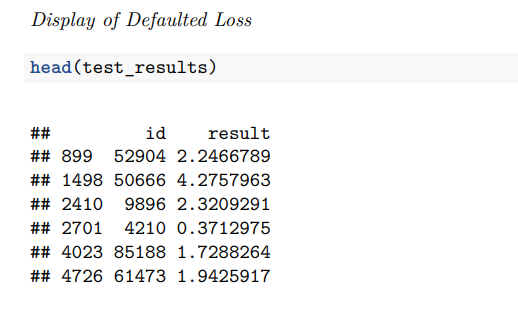 Display of Defaulted Loss
head(test_results)
##         id    result
## 899  52904 2.2466789
## 1498 50666 4.2757963
## 2410  9896 2.3209291
## 2701  4210 0.3712975
## 4023 85188 1.7288264
## 4726 61473 1.9425917